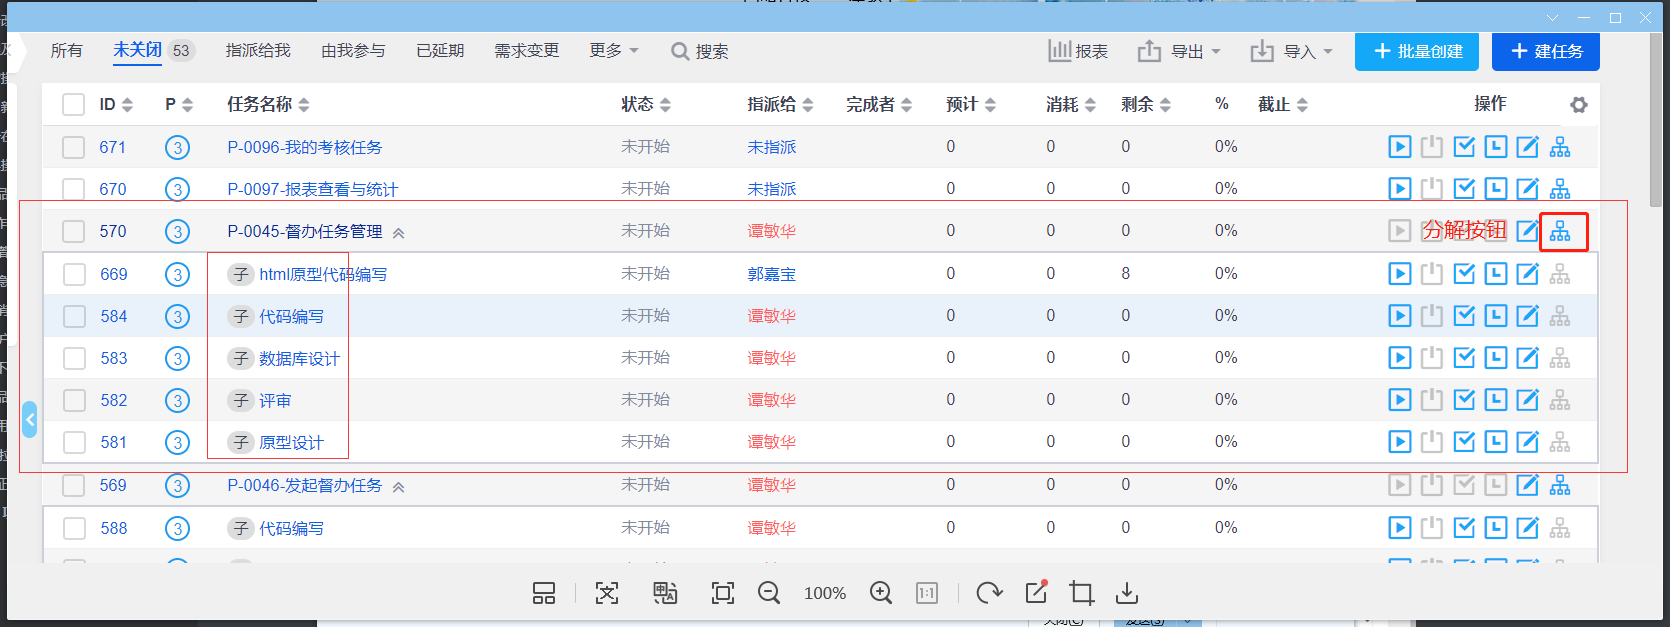 所有 未关闭 53 指派给我 由我参与 已延期 需求变更 更多 搜索 报表 导出 导入 + 批量创建 + 建任务
ID P 任务名称 状态 指派给 完成者 预计 消耗 剩余 % 截止 操作
671 3 P-0096-我的考核任务 未开始 未指派 0 0 0 0%
670 3 P-0097-报表查看与统计 未开始 未指派 0 0 0 0%
570 3 P-0045-督办任务管理 未开始 谭敏华 0 0 0 0% 分解按钮
669 3 子 html原型代码编写 未开始 郭嘉宝 0 0 8 0%
584 3 子 代码编写 未开始 谭敏华 0 0 0 0%
583 3 子 数据库设计 未开始 谭敏华 0 0 0 0%
582 3 子 评审 未开始 谭敏华 0 0 0 0%
581 3 子 原型设计 未开始 谭敏华 0 0 0 0%
569 3 P-0046-发起督办任务 未开始 谭敏华 0 0 0 0%
588 3 子 代码编写 未开始 谭敏华 0 0 0 0%
100% 1:1
关闭(C) 发送(S)